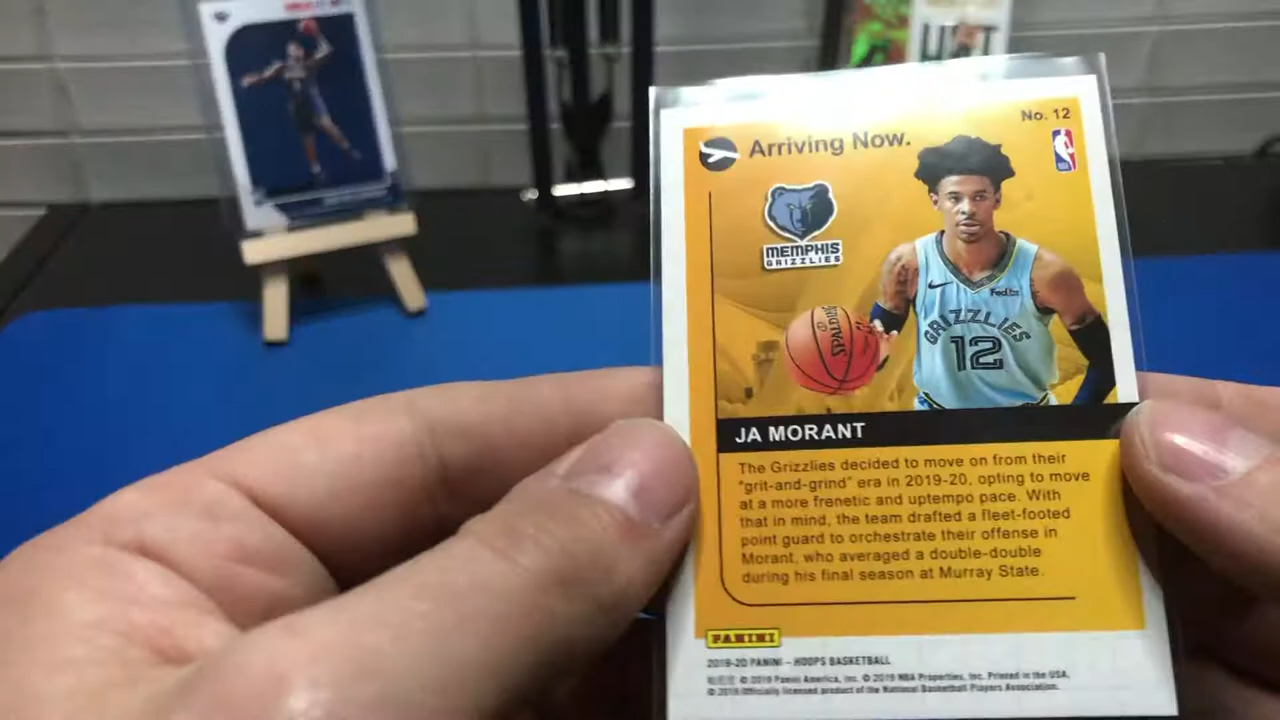 No. 12
Arriving Now.
MEMPHIS
GRIZZLIES
SPALDING
FedEx
GRIZZLIES
12
JA MORANT
The Grizzlies decided to move on from their
"grit-and-grind" era in 2019-20, opting to move
at a more frenetic and uptempo pace. With
that in mind, the team drafted a fleet-footed
point guard to orchestrate their offense in
Morant, who averaged a double-double
during his final season at Murray State.
PANINI
2019-20 PANINI – HOOPS BASKETBALL
© 2019 Panini America, Inc. © 2019 NBA Properties, Inc. Printed in the USA.
© 2019 Officially licensed product of the National Basketball Players Association.